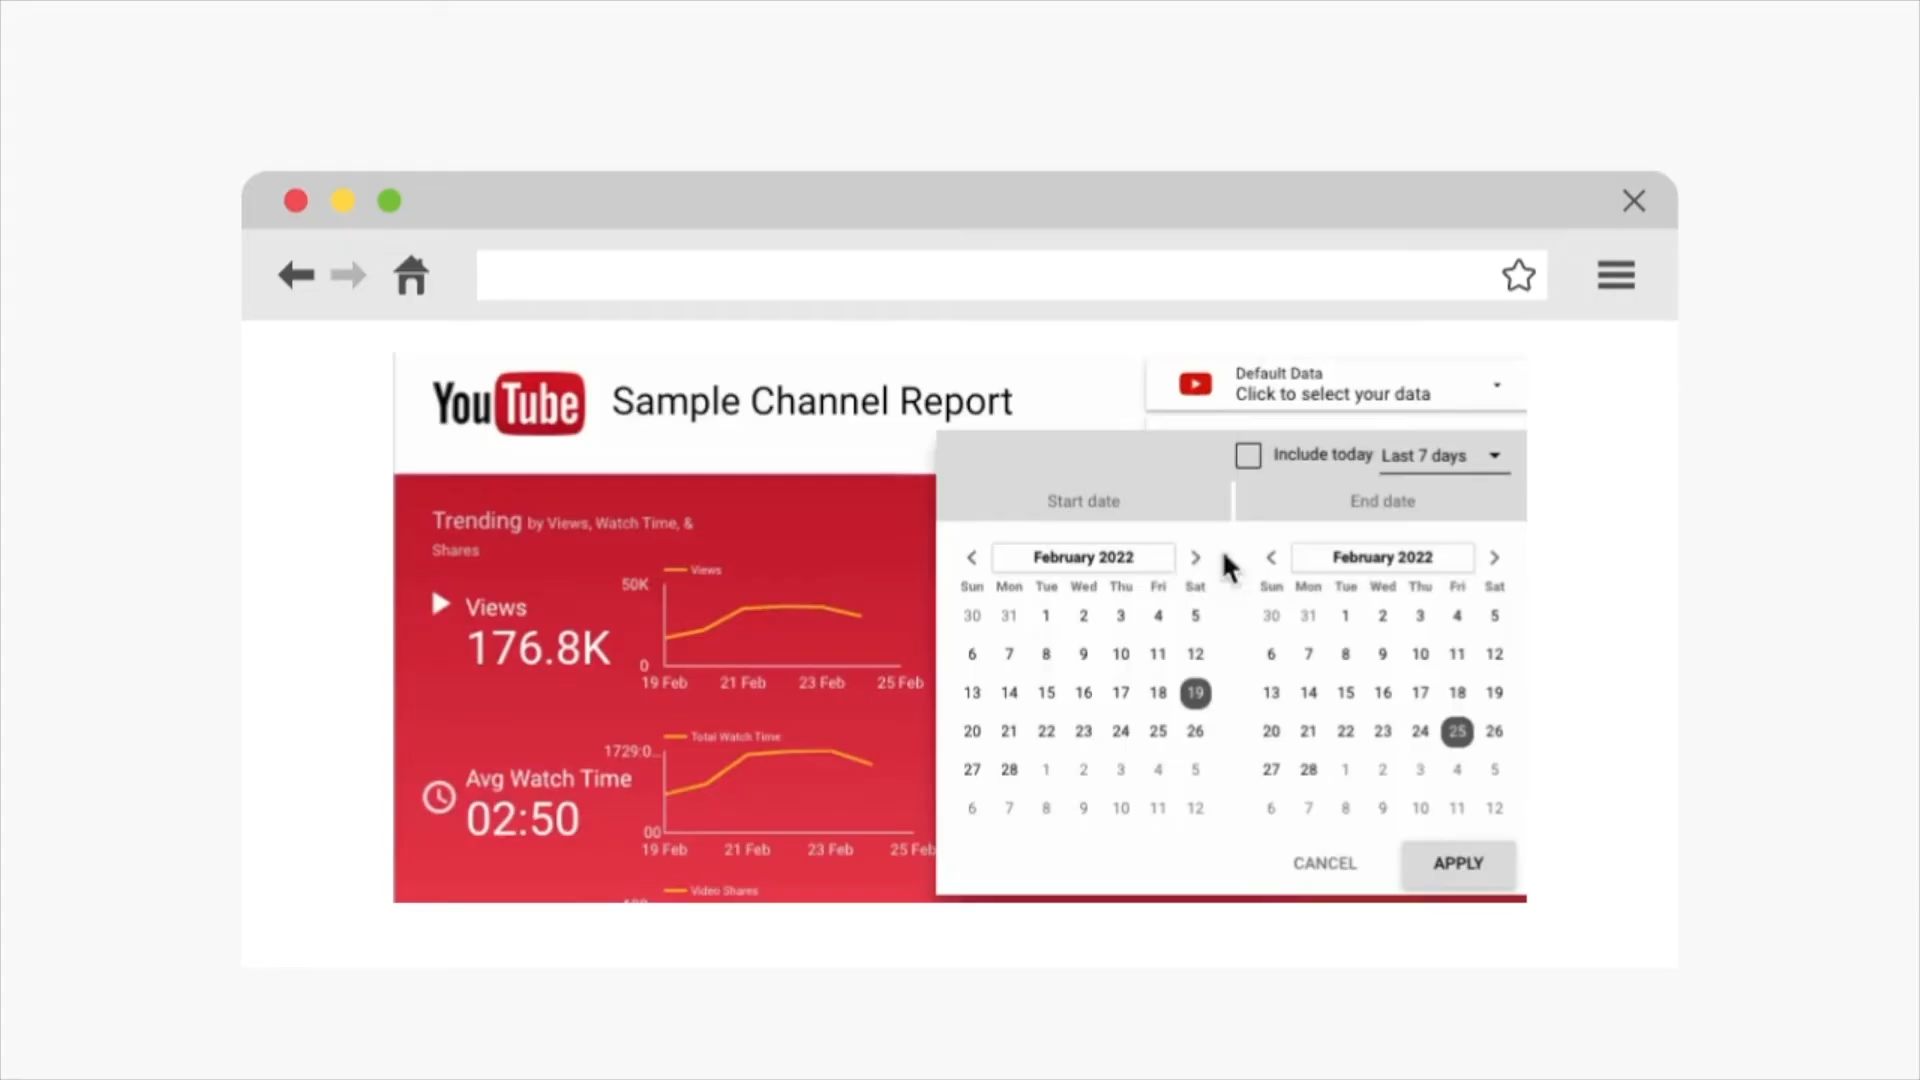 YouTube Sample Channel Report
Default Data
Click to select your data
Include today Last 7 days
Start date End date
Trending by Views, Watch Time, &
Shares
Views
50K
Views
176.8K
0
19 Feb 21 Feb 23 Feb 25 Feb
Total Watch Time
1729:0...
Avg Watch Time
02:50
00
19 Feb 21 Feb 23 Feb 25 Feb
Video Shares
February 2022
Sun Mon Tue Wed Thu Fri Sat
30 31 1 2 3 4 5
6 7 8 9 10 11 12
13 14 15 16 17 18 19
20 21 22 23 24 25 26
27 28 1 2 3 4 5
6 7 8 9 10 11 12
February 2022
Sun Mon Tue Wed Thu Fri Sat
30 31 1 2 3 4 5
6 7 8 9 10 11 12
13 14 15 16 17 18 19
20 21 22 23 24 25 26
27 28 1 2 3 4 5
6 7 8 9 10 11 12
CANCEL APPLY